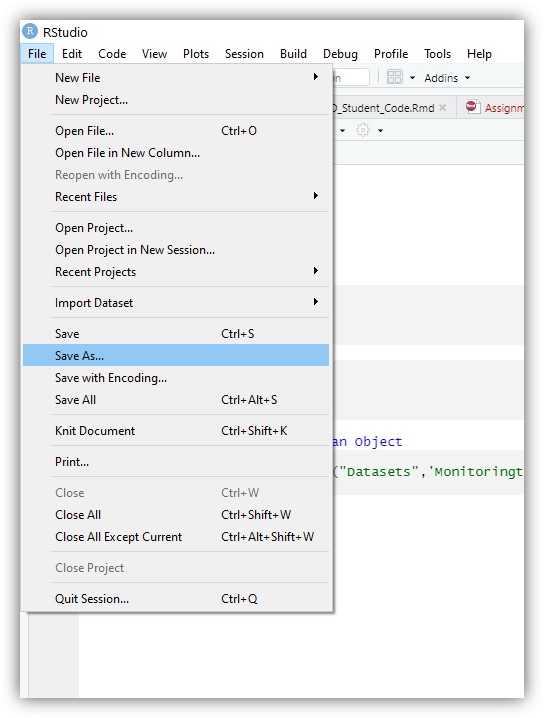 RStudio
File Edit Code View Plots Session Build Debug Profile Tools Help
Addins
New File
New Project...
D_Student_Code.Rmd
Open File... Ctrl+O
Open File in New Column...
Reopen with Encoding...
Recent Files
Open Project...
Open Project in New Session...
Recent Projects
Import Dataset
Save Ctrl+S
Save As...
Save with Encoding...
Save All Ctrl+Alt+S
Knit Document Ctrl+Shift+K
an Object
Print...
("Datasets",'Monitoringt
Close Ctrl+W
Close All Ctrl+Shift+W
Close All Except Current Ctrl+Alt+Shift+W
Close Project
Quit Session... Ctrl+Q